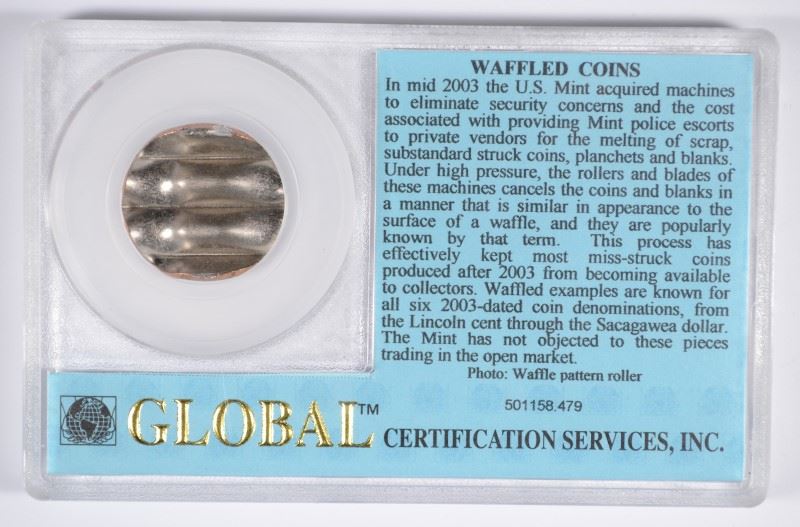 WAFFLED COINS
In mid 2003 the U.S. Mint acquired machines
to eliminate security concerns and the cost
associated with providing Mint police escorts
to private vendors for the melting of scrap,
substandard struck coins, planchets and blanks.
Under high pressure, the rollers and blades of
these machines cancels the coins and blanks in
a manner that is similar in appearance to the
surface of a waffle, and they are popularly
known by that term. This process has
effectively kept most miss-struck coins
produced after 2003 from becoming available
to collectors. Waffled examples are known for
all six 2003-dated coin denominations, from
the Lincoln cent through the Sacagawea dollar.
The Mint has not objected to these pieces
trading in the open market.
Photo: Waffle pattern roller
501158.479
GLOBAL™ CERTIFICATION SERVICES, INC.